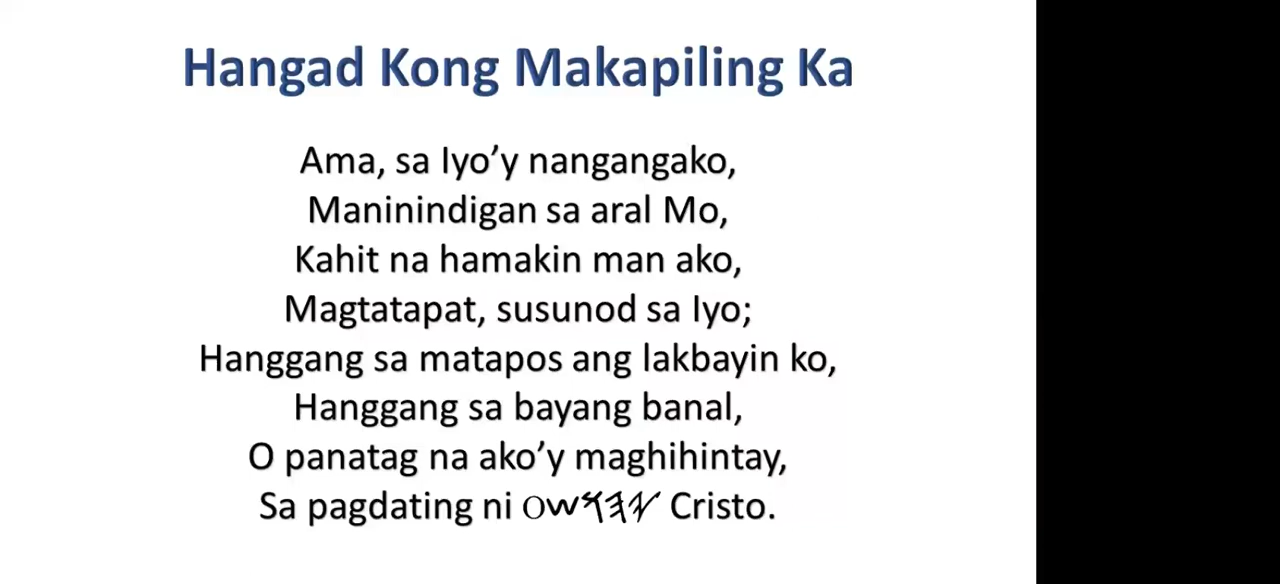 Hangad Kong Makapiling Ka
Ama, sa Iyo’y nangangako,
Maninindigan sa aral Mo,
Kahit na hamakin man ako,
Magtatapat, susunod sa Iyo;
Hanggang sa matapos ang lakbayin ko,
Hanggang sa bayang banal,
O panatag na ako’y maghihintay,
Sa pagdating ni 𐤉𐤄𐤅𐤔𐤏 Cristo.